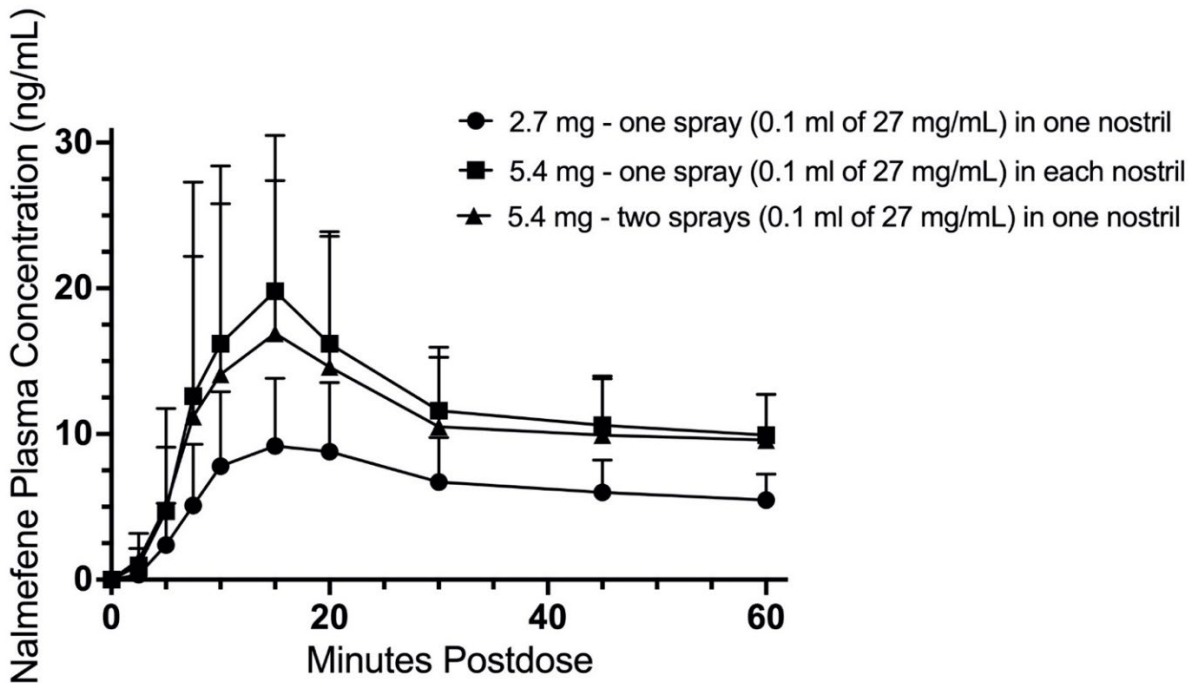 Nalmefene Plasma Concentration (ng/mL)
30
20
10
0
2.7 mg - one spray (0.1 ml of 27 mg/mL) in one nostril
5.4 mg - one spray (0.1 ml of 27 mg/mL) in each nostril
5.4 mg - two sprays (0.1 ml of 27 mg/mL) in one nostril
0 20 40 60
Minutes Postdose